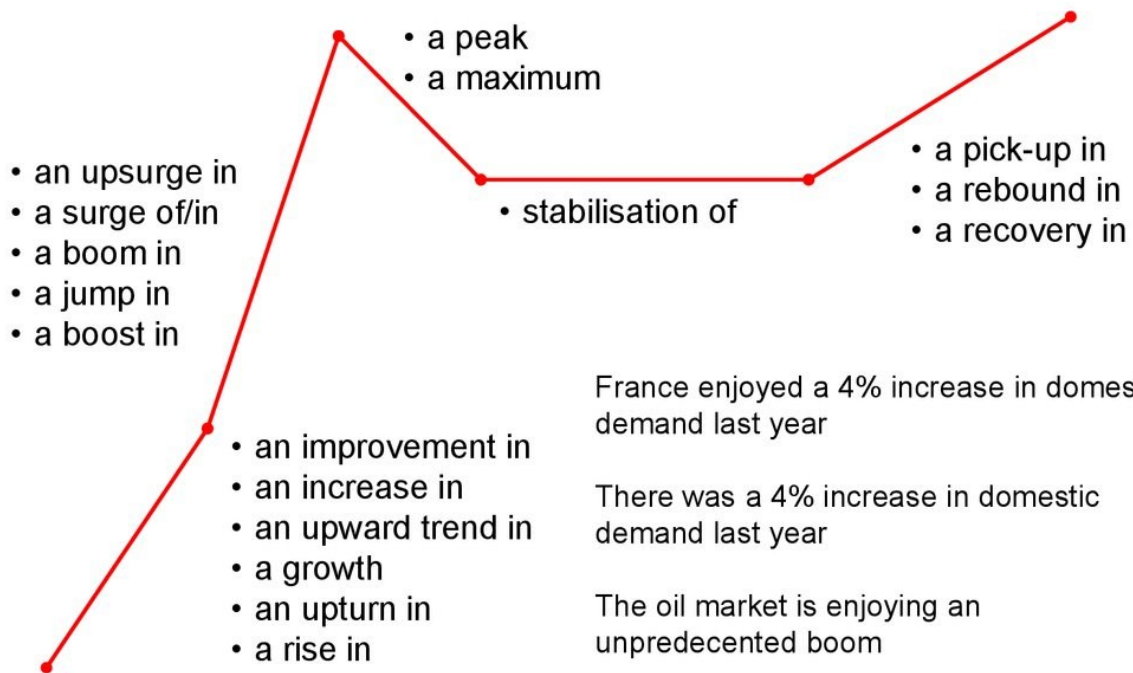 • a peak
• a maximum
• an upsurge in
• a surge of/in
• a boom in
• a jump in
• a boost in
• stabilisation of
• a pick-up in
• a rebound in
• a recovery in
• an improvement in
• an increase in
• an upward trend in
• a growth
• an upturn in
• a rise in
France enjoyed a 4% increase in domes
demand last year
There was a 4% increase in domestic
demand last year
The oil market is enjoying an
unpredecented boom